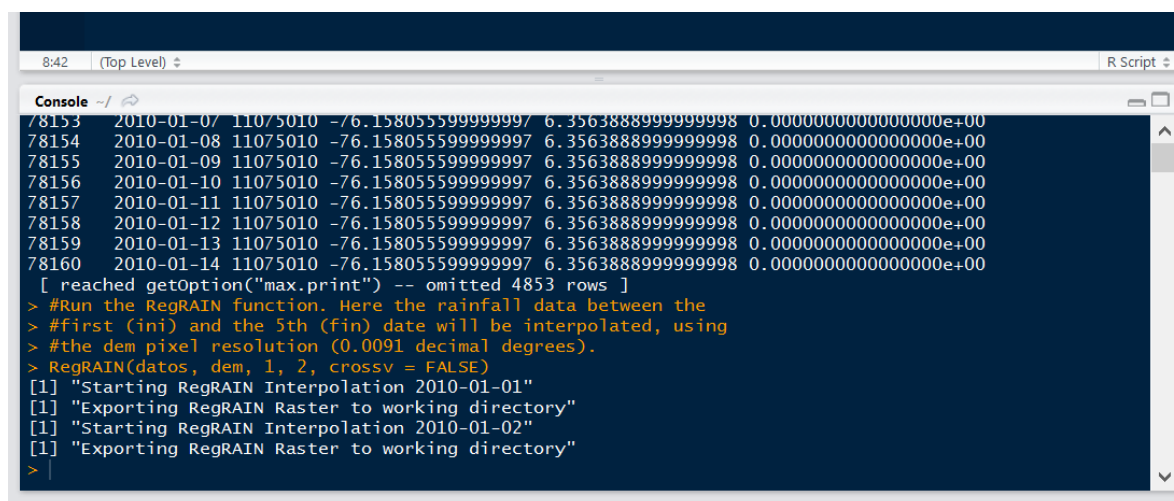 8:42 (Top Level) R Script
Console ~/
78153 2010-01-07 11075010 -76.158055599999997 6.3563888999999998 0.0000000000000000e+00
78154 2010-01-08 11075010 -76.158055599999997 6.3563888999999998 0.0000000000000000e+00
78155 2010-01-09 11075010 -76.158055599999997 6.3563888999999998 0.0000000000000000e+00
78156 2010-01-10 11075010 -76.158055599999997 6.3563888999999998 0.0000000000000000e+00
78157 2010-01-11 11075010 -76.158055599999997 6.3563888999999998 0.0000000000000000e+00
78158 2010-01-12 11075010 -76.158055599999997 6.3563888999999998 0.0000000000000000e+00
78159 2010-01-13 11075010 -76.158055599999997 6.3563888999999998 0.0000000000000000e+00
78160 2010-01-14 11075010 -76.158055599999997 6.3563888999999998 0.0000000000000000e+00
[ reached getOption("max.print") -- omitted 4853 rows ]
> #Run the RegRAIN function. Here the rainfall data between the
> #first (ini) and the 5th (fin) date will be interpolated, using
> #the dem pixel resolution (0.0091 decimal degrees).
> RegRAIN(datos, dem, 1, 2, crossv = FALSE)
[1] "Starting RegRAIN Interpolation 2010-01-01"
[1] "Exporting RegRAIN Raster to working directory"
[1] "Starting RegRAIN Interpolation 2010-01-02"
[1] "Exporting RegRAIN Raster to working directory"
>